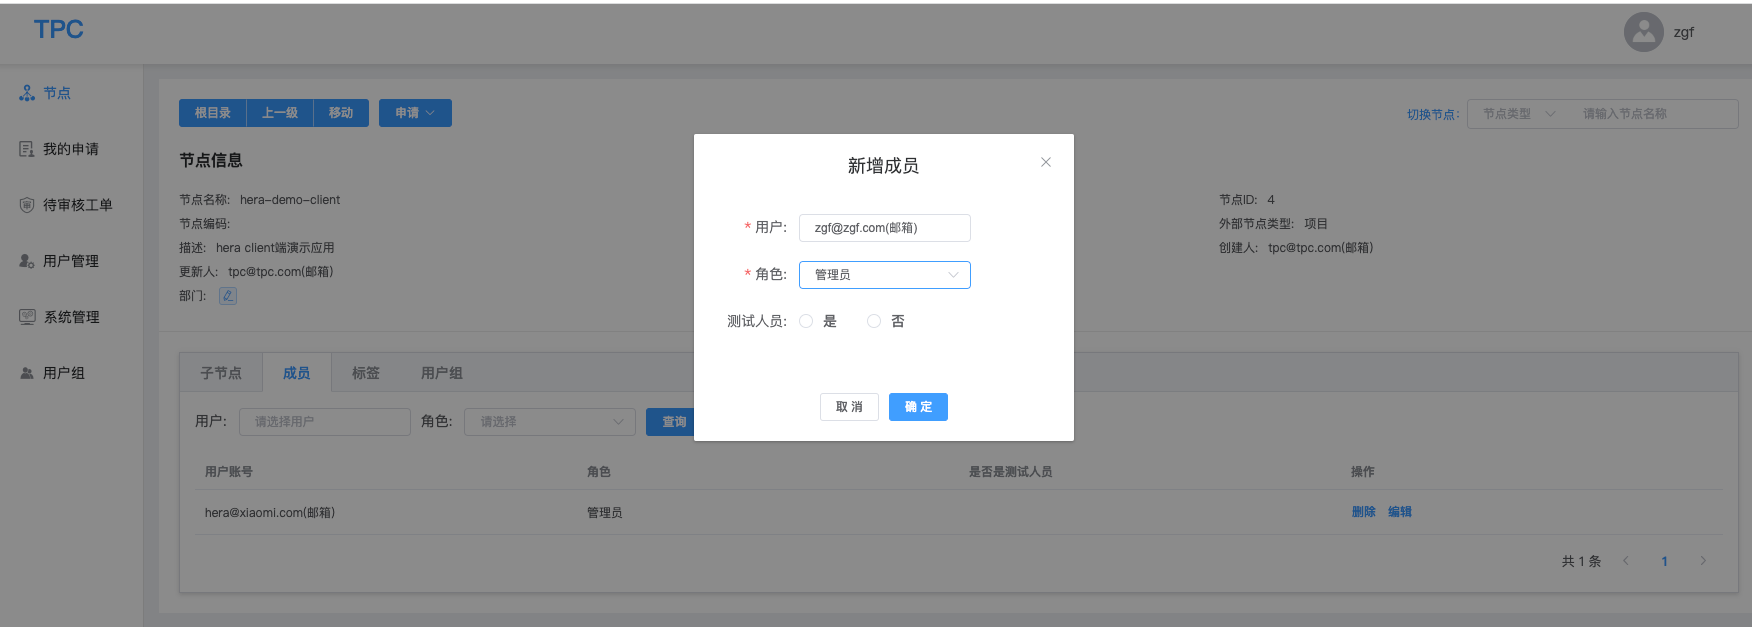 TPC
zgf
节点
我的申请
待审核工单
用户管理
系统管理
用户组
根目录 上一级 移动 申请
切换节点: 节点类型 请输入节点名称
节点信息
节点名称: hera-demo-client
节点编码:
描述: hera client端演示应用
更新人: tpc@tpc.com(邮箱)
部门:
节点ID: 4
外部节点类型: 项目
创建人: tpc@tpc.com(邮箱)
新增成员
* 用户: zgf@zgf.com(邮箱)
* 角色: 管理员
测试人员: 是 否
取消 确定
子节点 成员 标签 用户组
用户: 请选择用户 角色: 请选择 查询
用户账号 角色 是否是测试人员 操作
hera@xiaomi.com(邮箱) 管理员 删除 编辑
共 1 条 1